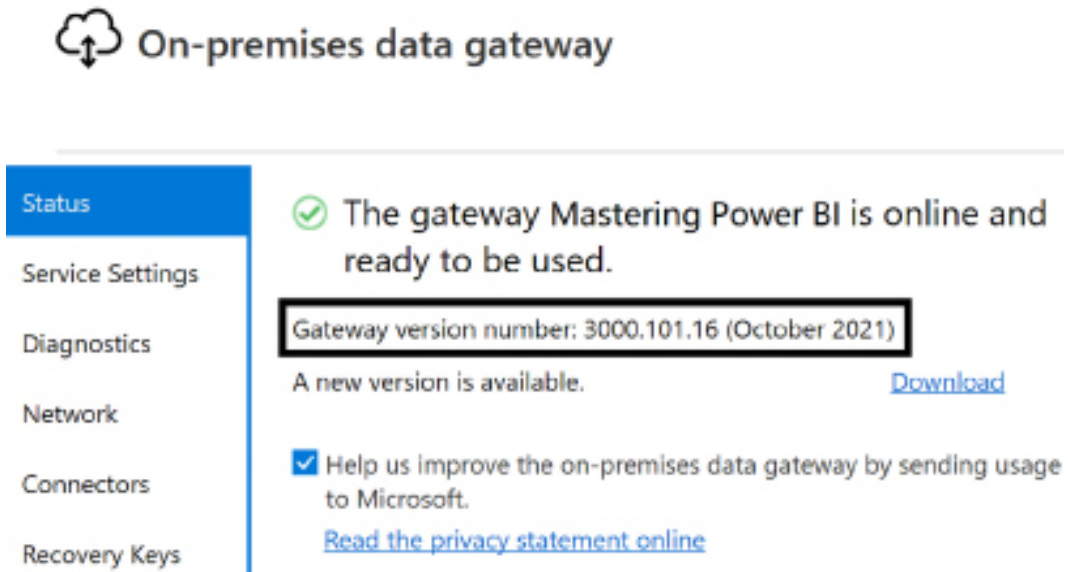 On-premises data gateway
Status
Service Settings
Diagnostics
Network
Connectors
Recovery Keys
The gateway Mastering Power BI is online and
ready to be used.
Gateway version number: 3000.101.16 (October 2021)
A new version is available.
Download
Help us improve the on-premises data gateway by sending usage
to Microsoft.
Read the privacy statement online